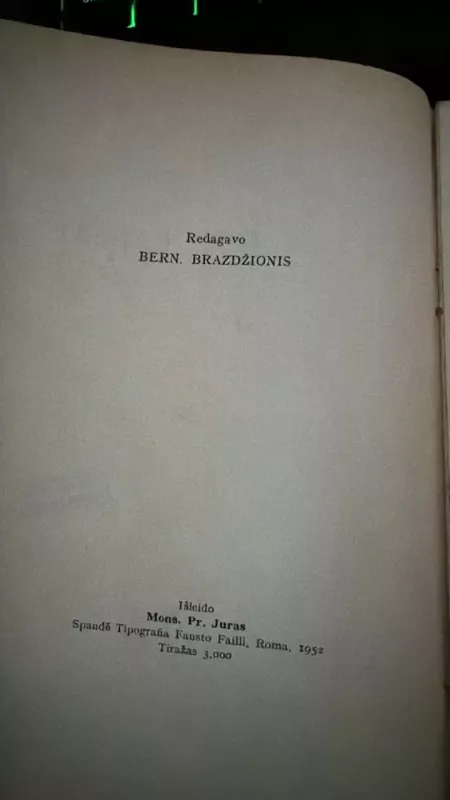 Redagavo
BERN. BRAZDŽIONIS
Išleido
Mons. Pr. Juras
Spaudė Tipografia Fausto Failli, Roma, 1952
Tiražas 3,000